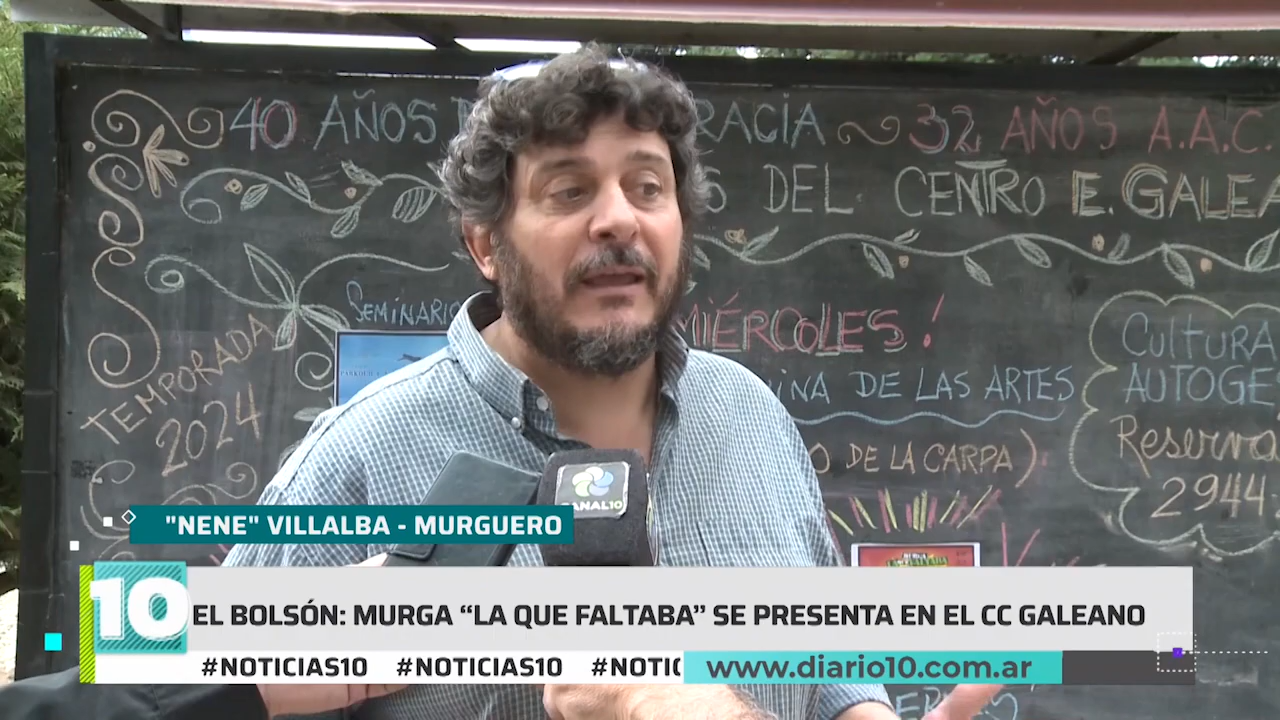 40 AÑOS D RACIA 32 AÑOS A.A.C.
S DEL CENTRO E. GALEA
SEMINARIO
MIÉRCOLES!
CULTURA
AUTOGE
INA DE LAS ARTES
TEMPORADA
2024
O DE LA CARPA)
Reserva
2944-
CANAL10
"NENE" VILLALBA - MURGUERO
10
EL BOLSÓN: MURGA “LA QUE FALTABA” SE PRESENTA EN EL CC GALEANO
#NOTICIAS10 #NOTICIAS10 #NOTIC www.diario10.com.ar